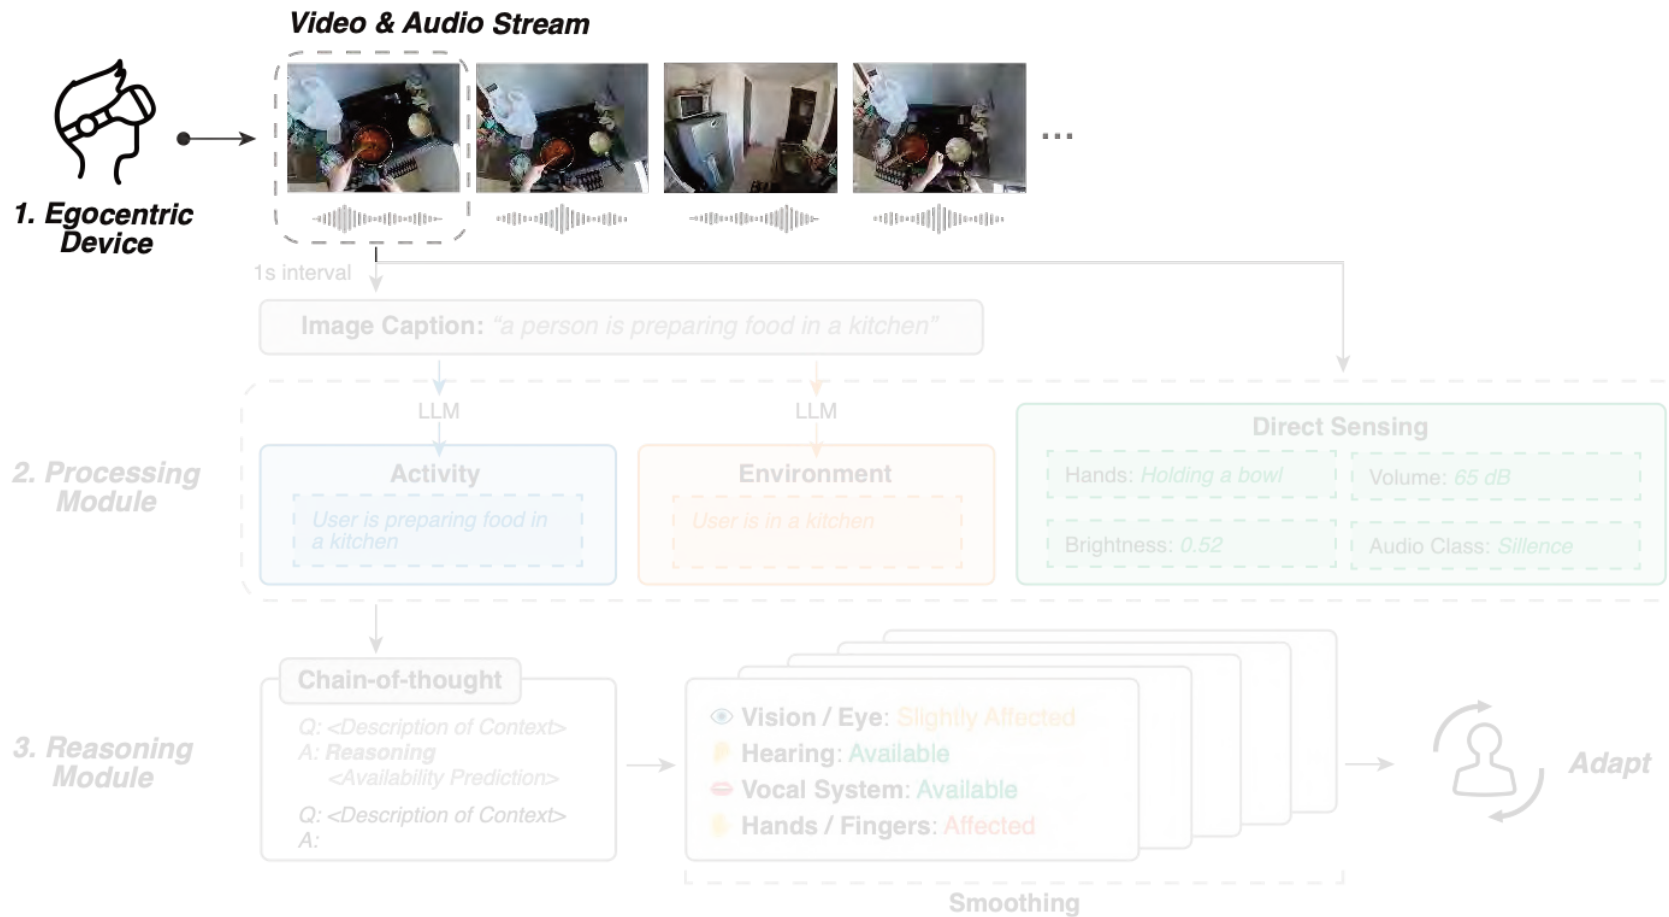 Video & Audio Stream
1. Egocentric
Device
...
1s interval
Image Caption: “a person is preparing food in a kitchen”
LLM
LLM
2. Processing
Module
Activity
User is preparing food in
a kitchen
Environment
User is in a kitchen
Direct Sensing
Hands: Holding a bowl
Volume: 65 dB
Brightness: 0.52
Audio Class: Sillence
3. Reasoning
Module
Chain-of-thought
Q: <Description of Context>
A: Reasoning
<Availability Prediction>
Q: <Description of Context>
A:
Vision / Eye: Slightly Affected
Hearing: Available
Vocal System: Available
Hands / Fingers: Affected
Smoothing
Adapt